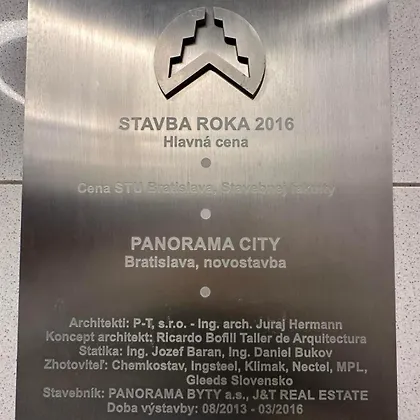 STAVBA ROKA 2016
Hlavná cena
Cena STU Bratislava, Stavebnej fakulty
PANORAMA CITY
Bratislava, novostavba
Architekti: P-T, s.r.o. - Ing. arch. Juraj Hermann
Koncept architekt: Ricardo Bofill Taller de Arquitectura
Statika: Ing. Jozef Baran, Ing. Daniel Bukov
Zhotoviteľ: Chemkostav, Ingsteel, Klimak, Nectel, MPL,
Gleeds Slovensko
Stavebník: PANORAMA BYTY a.s., J&T REAL ESTATE
Doba výstavby: 08/2013 - 03/2016